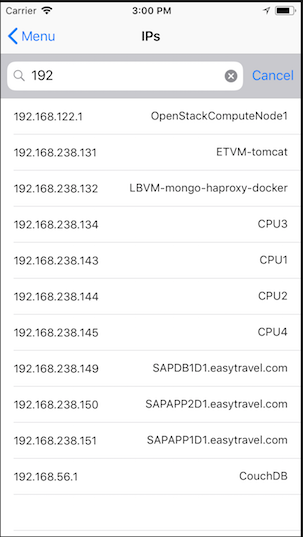 Carrier 3:00 PM
Menu IPs
192 Cancel
192.168.122.1 OpenStackComputeNode1
192.168.238.131 ETVM-tomcat
192.168.238.132 LBVM-mongo-haproxy-docker
192.168.238.134 CPU3
192.168.238.143 CPU1
192.168.238.144 CPU2
192.168.238.145 CPU4
192.168.238.149 SAPDB1D1.easytravel.com
192.168.238.150 SAPAPP2D1.easytravel.com
192.168.238.151 SAPAPP1D1.easytravel.com
192.168.56.1 CouchDB